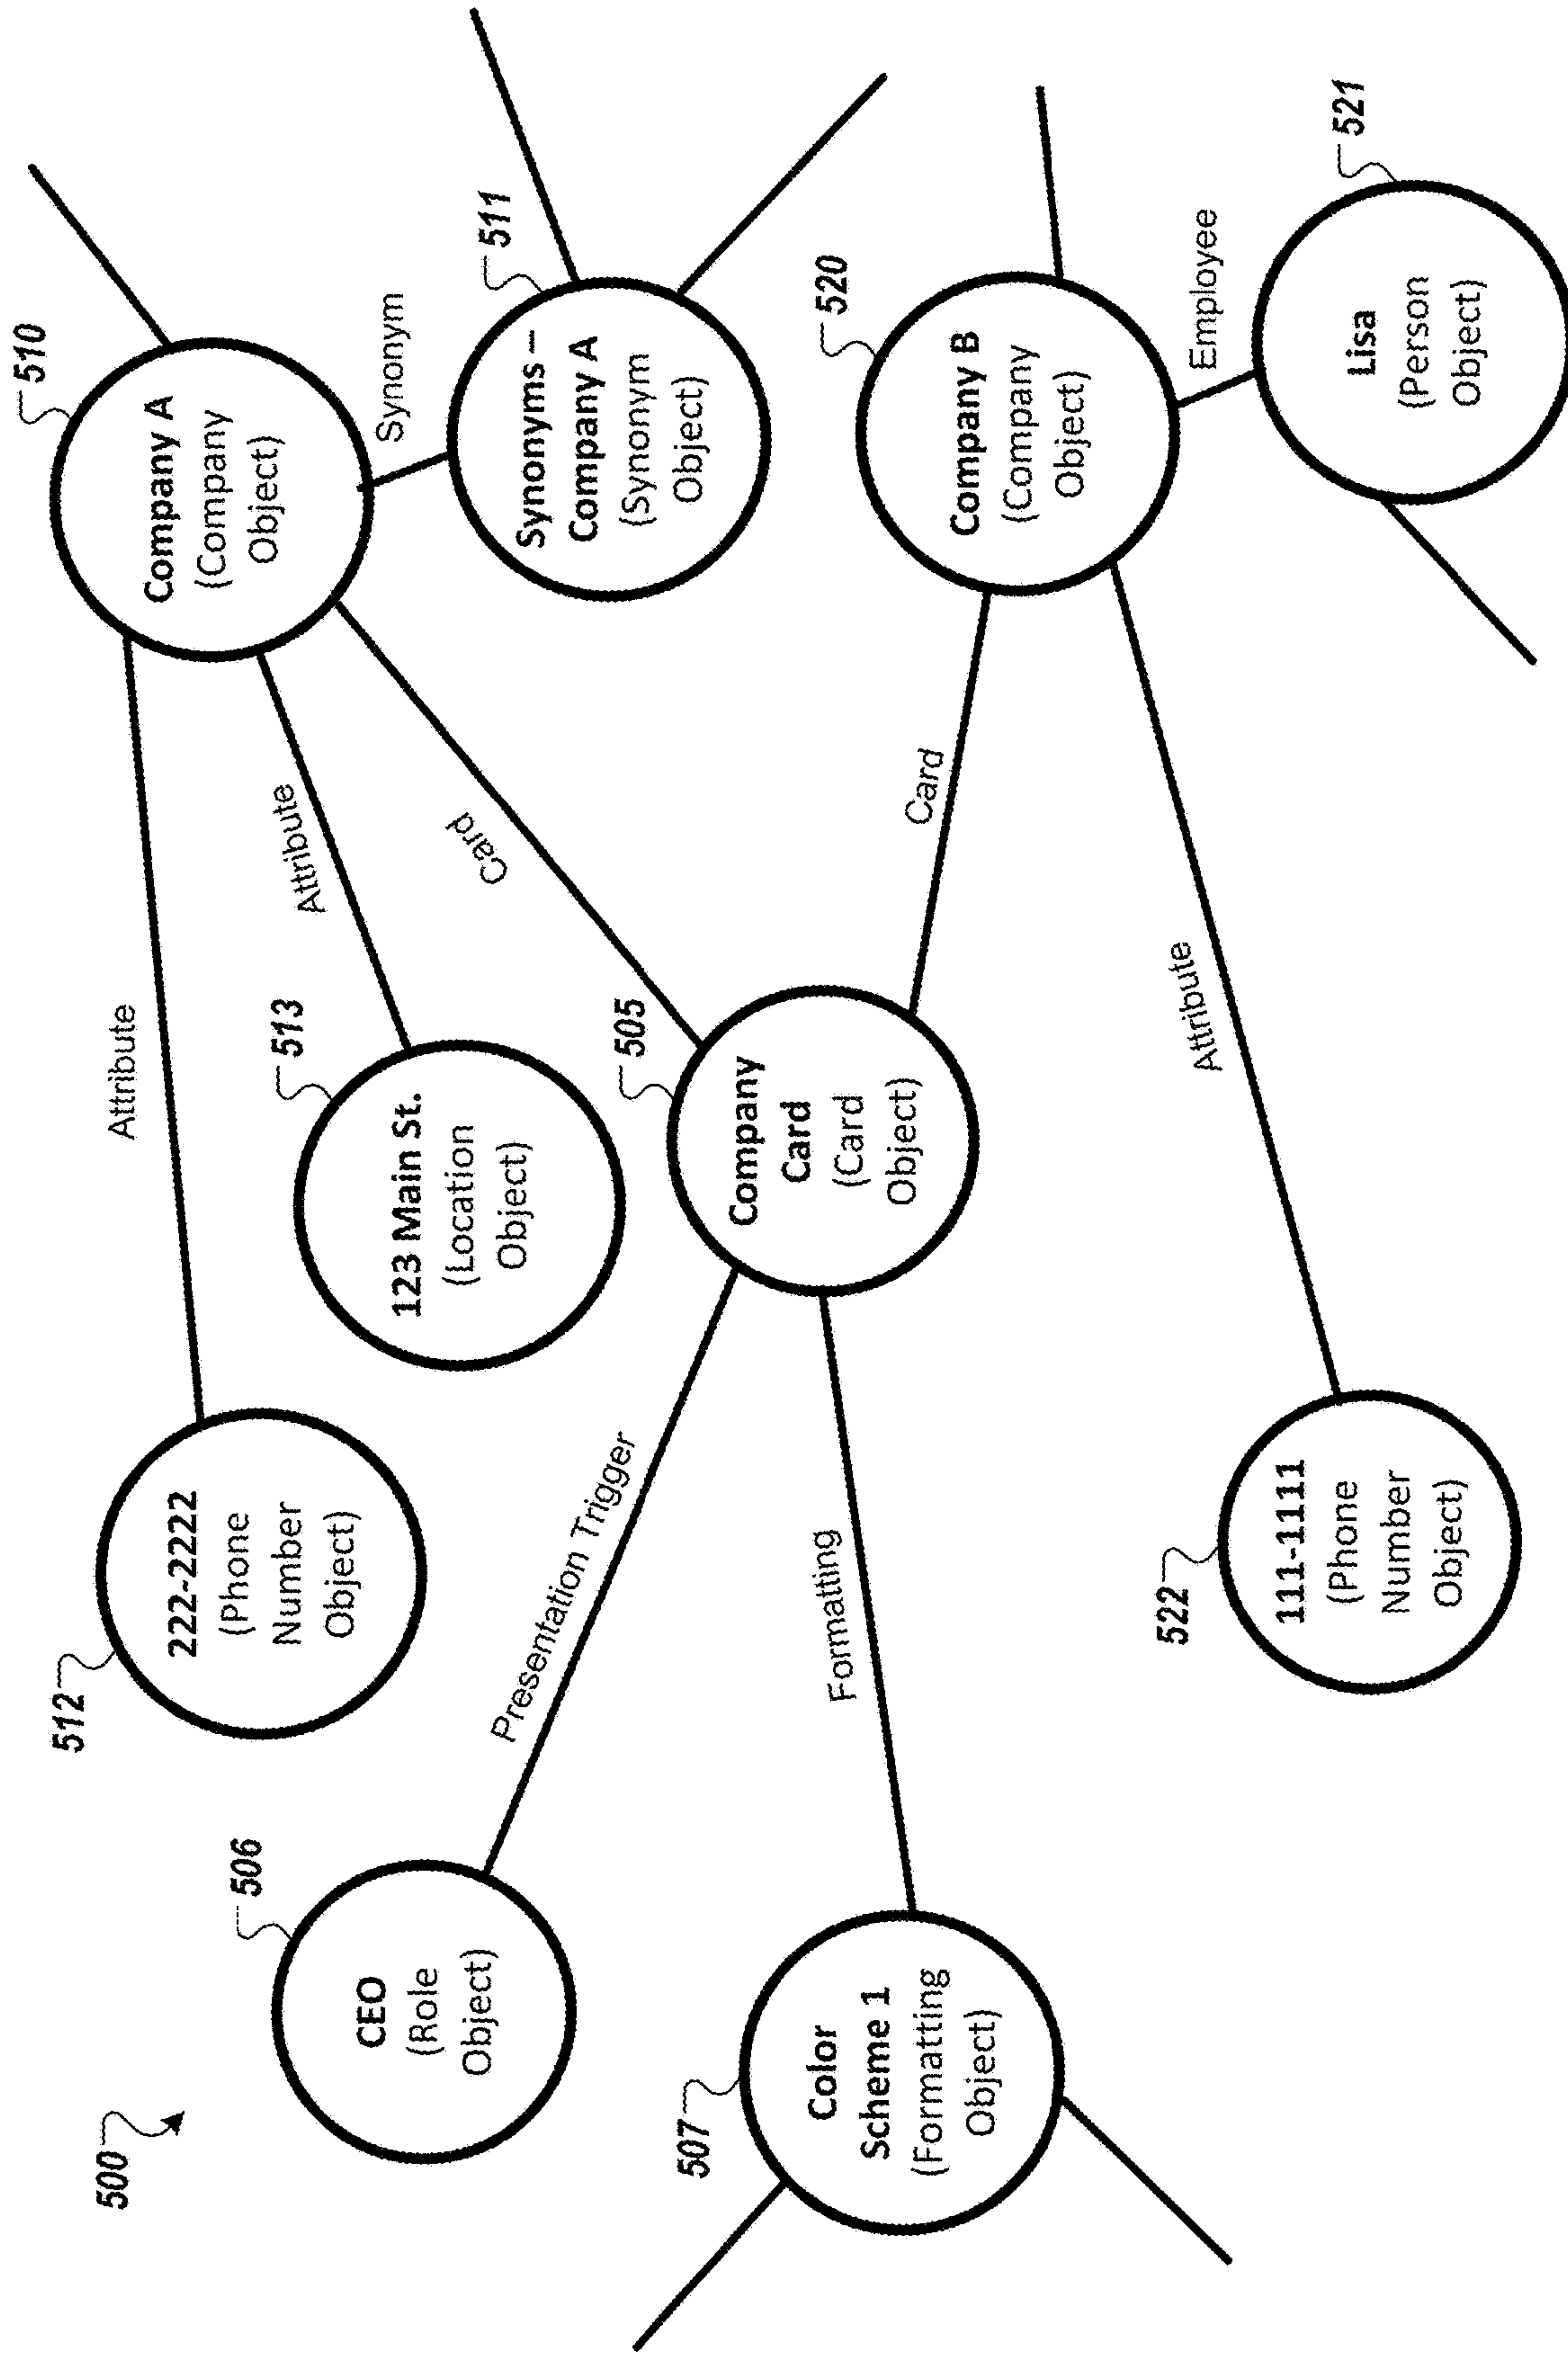 500
506
CEO
(Role
Object)
512
222-2222
(Phone
Number
Object)
Attribute
510
Company A
(Company
Object)
513
123 Main St.
(Location
Object)
Attribute
Synonym
511
Synonyms –
Company A
(Synonym
Object)
Card
Presentation Trigger
505
Company
Card
(Card
Object)
507
Color
Scheme 1
(Formatting
Object)
Formatting
Card
520
Company B
(Company
Object)
Employee
521
Lisa
(Person
Object)
Attribute
522
111-1111
(Phone
Number
Object)